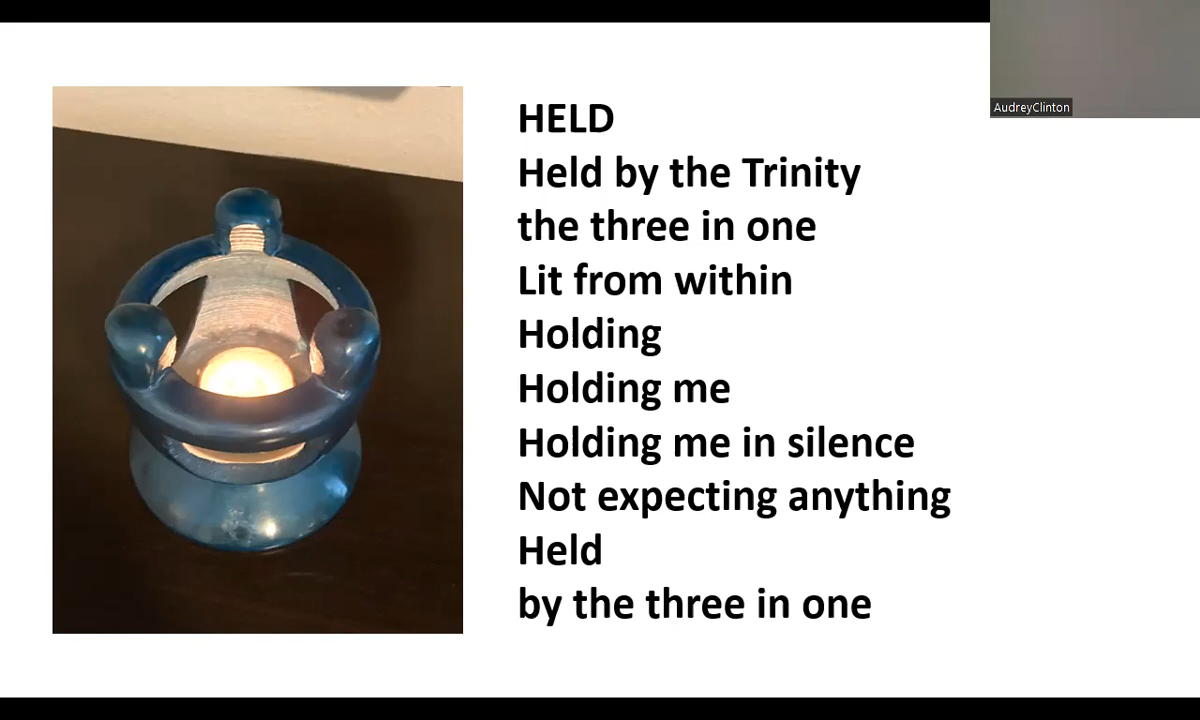 HELD
Held by the Trinity
the three in one
Lit from within
Holding
Holding me
Holding me in silence
Not expecting anything
Held
by the three in one
AudreyClinton